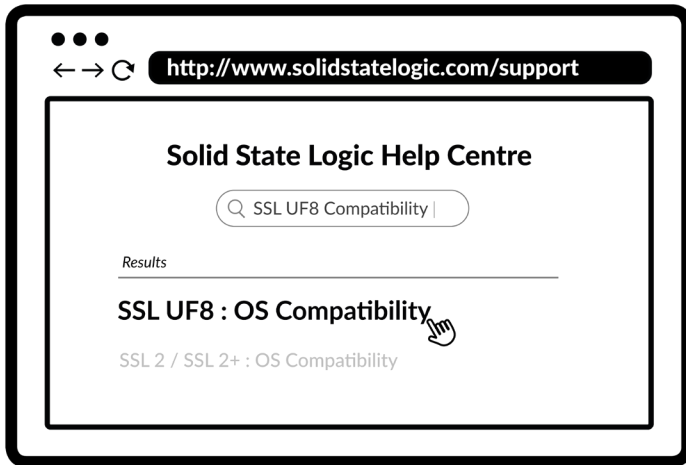 http://www.solidstatelogic.com/support
Solid State Logic Help Centre
SSL UF8 Compatibility
Results
SSL UF8 : OS Compatibility
SSL 2 / SSL 2+ : OS Compatibility